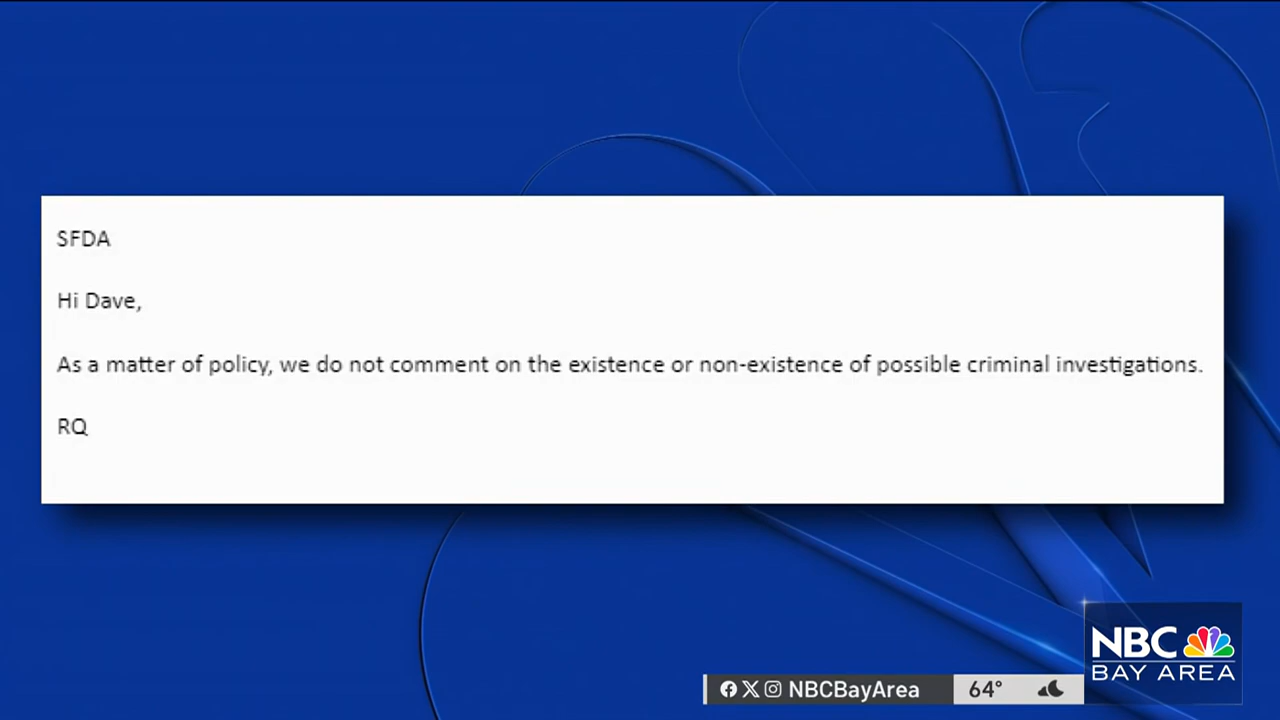 SFDA
Hi Dave,
As a matter of policy, we do not comment on the existence or non-existence of possible criminal investigations.
RQ
NBC
BAY AREA
NBCBayArea
64°